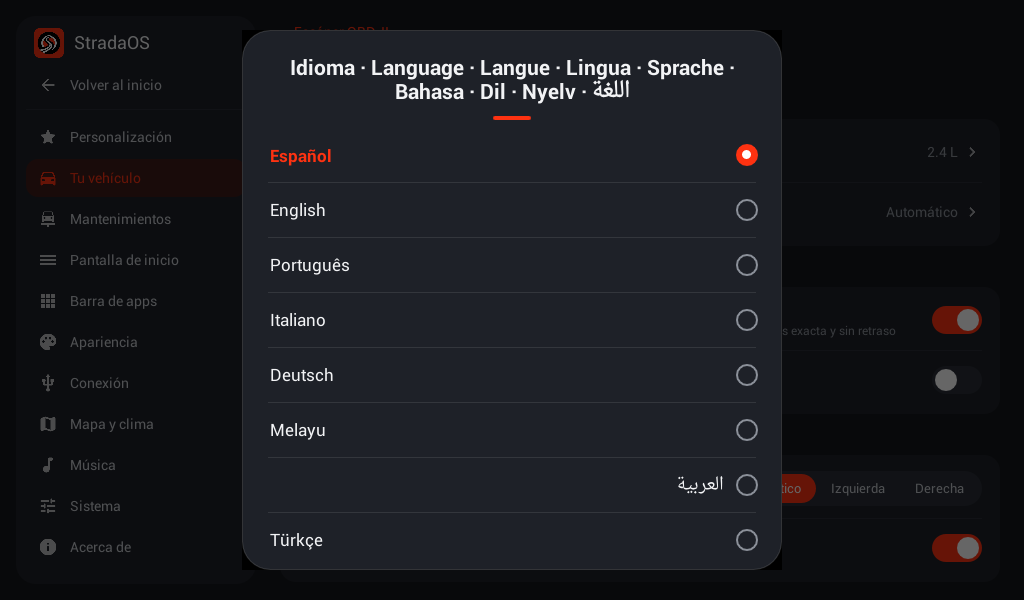 StradaOS
Volver al inicio
Personalización
Tu vehículo
Mantenimientos
Pantalla de inicio
Barra de apps
Apariencia
Conexión
Mapa y clima
Música
Sistema
Acerca de
Idioma · Language · Langue · Lingua · Sprache ·
Bahasa · Dil · Nyelv · اللغة
Español
English
Português
Italiano
Deutsch
Melayu
العربية
Türkçe
2.4 L
Automático
exacta y sin retraso
Izquierda
Derecha